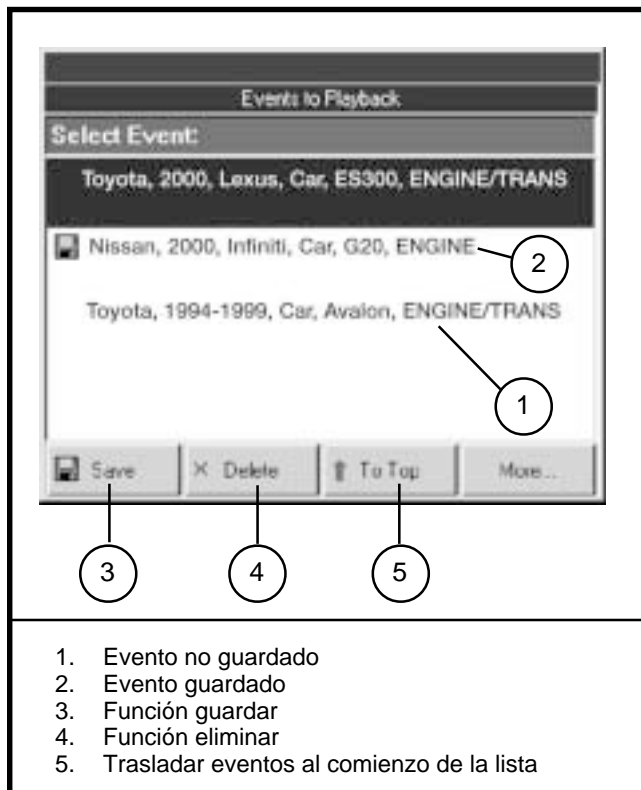 Events to Playback
Select Event:
Toyota, 2000, Lexus, Car, ES300, ENGINE/TRANS
Nissan, 2000, Infiniti, Car, G20, ENGINE
2
Toyota, 1994-1999, Car, Avalon, ENGINE/TRANS
1
Save
× Delete
To Top
More...
3
4
5
1. Evento no guardado
2. Evento guardado
3. Función guardar
4. Función eliminar
5. Trasladar eventos al comienzo de la lista